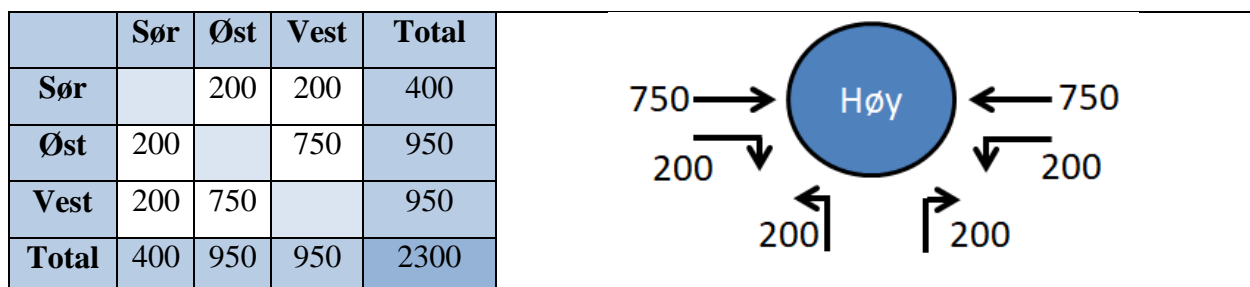 Sør Øst Vest Total
Sør 200 200 400
Øst 200 750 950
Vest 200 750 950
Total 400 950 950 2300
750 Høy 750
200 200
200 200